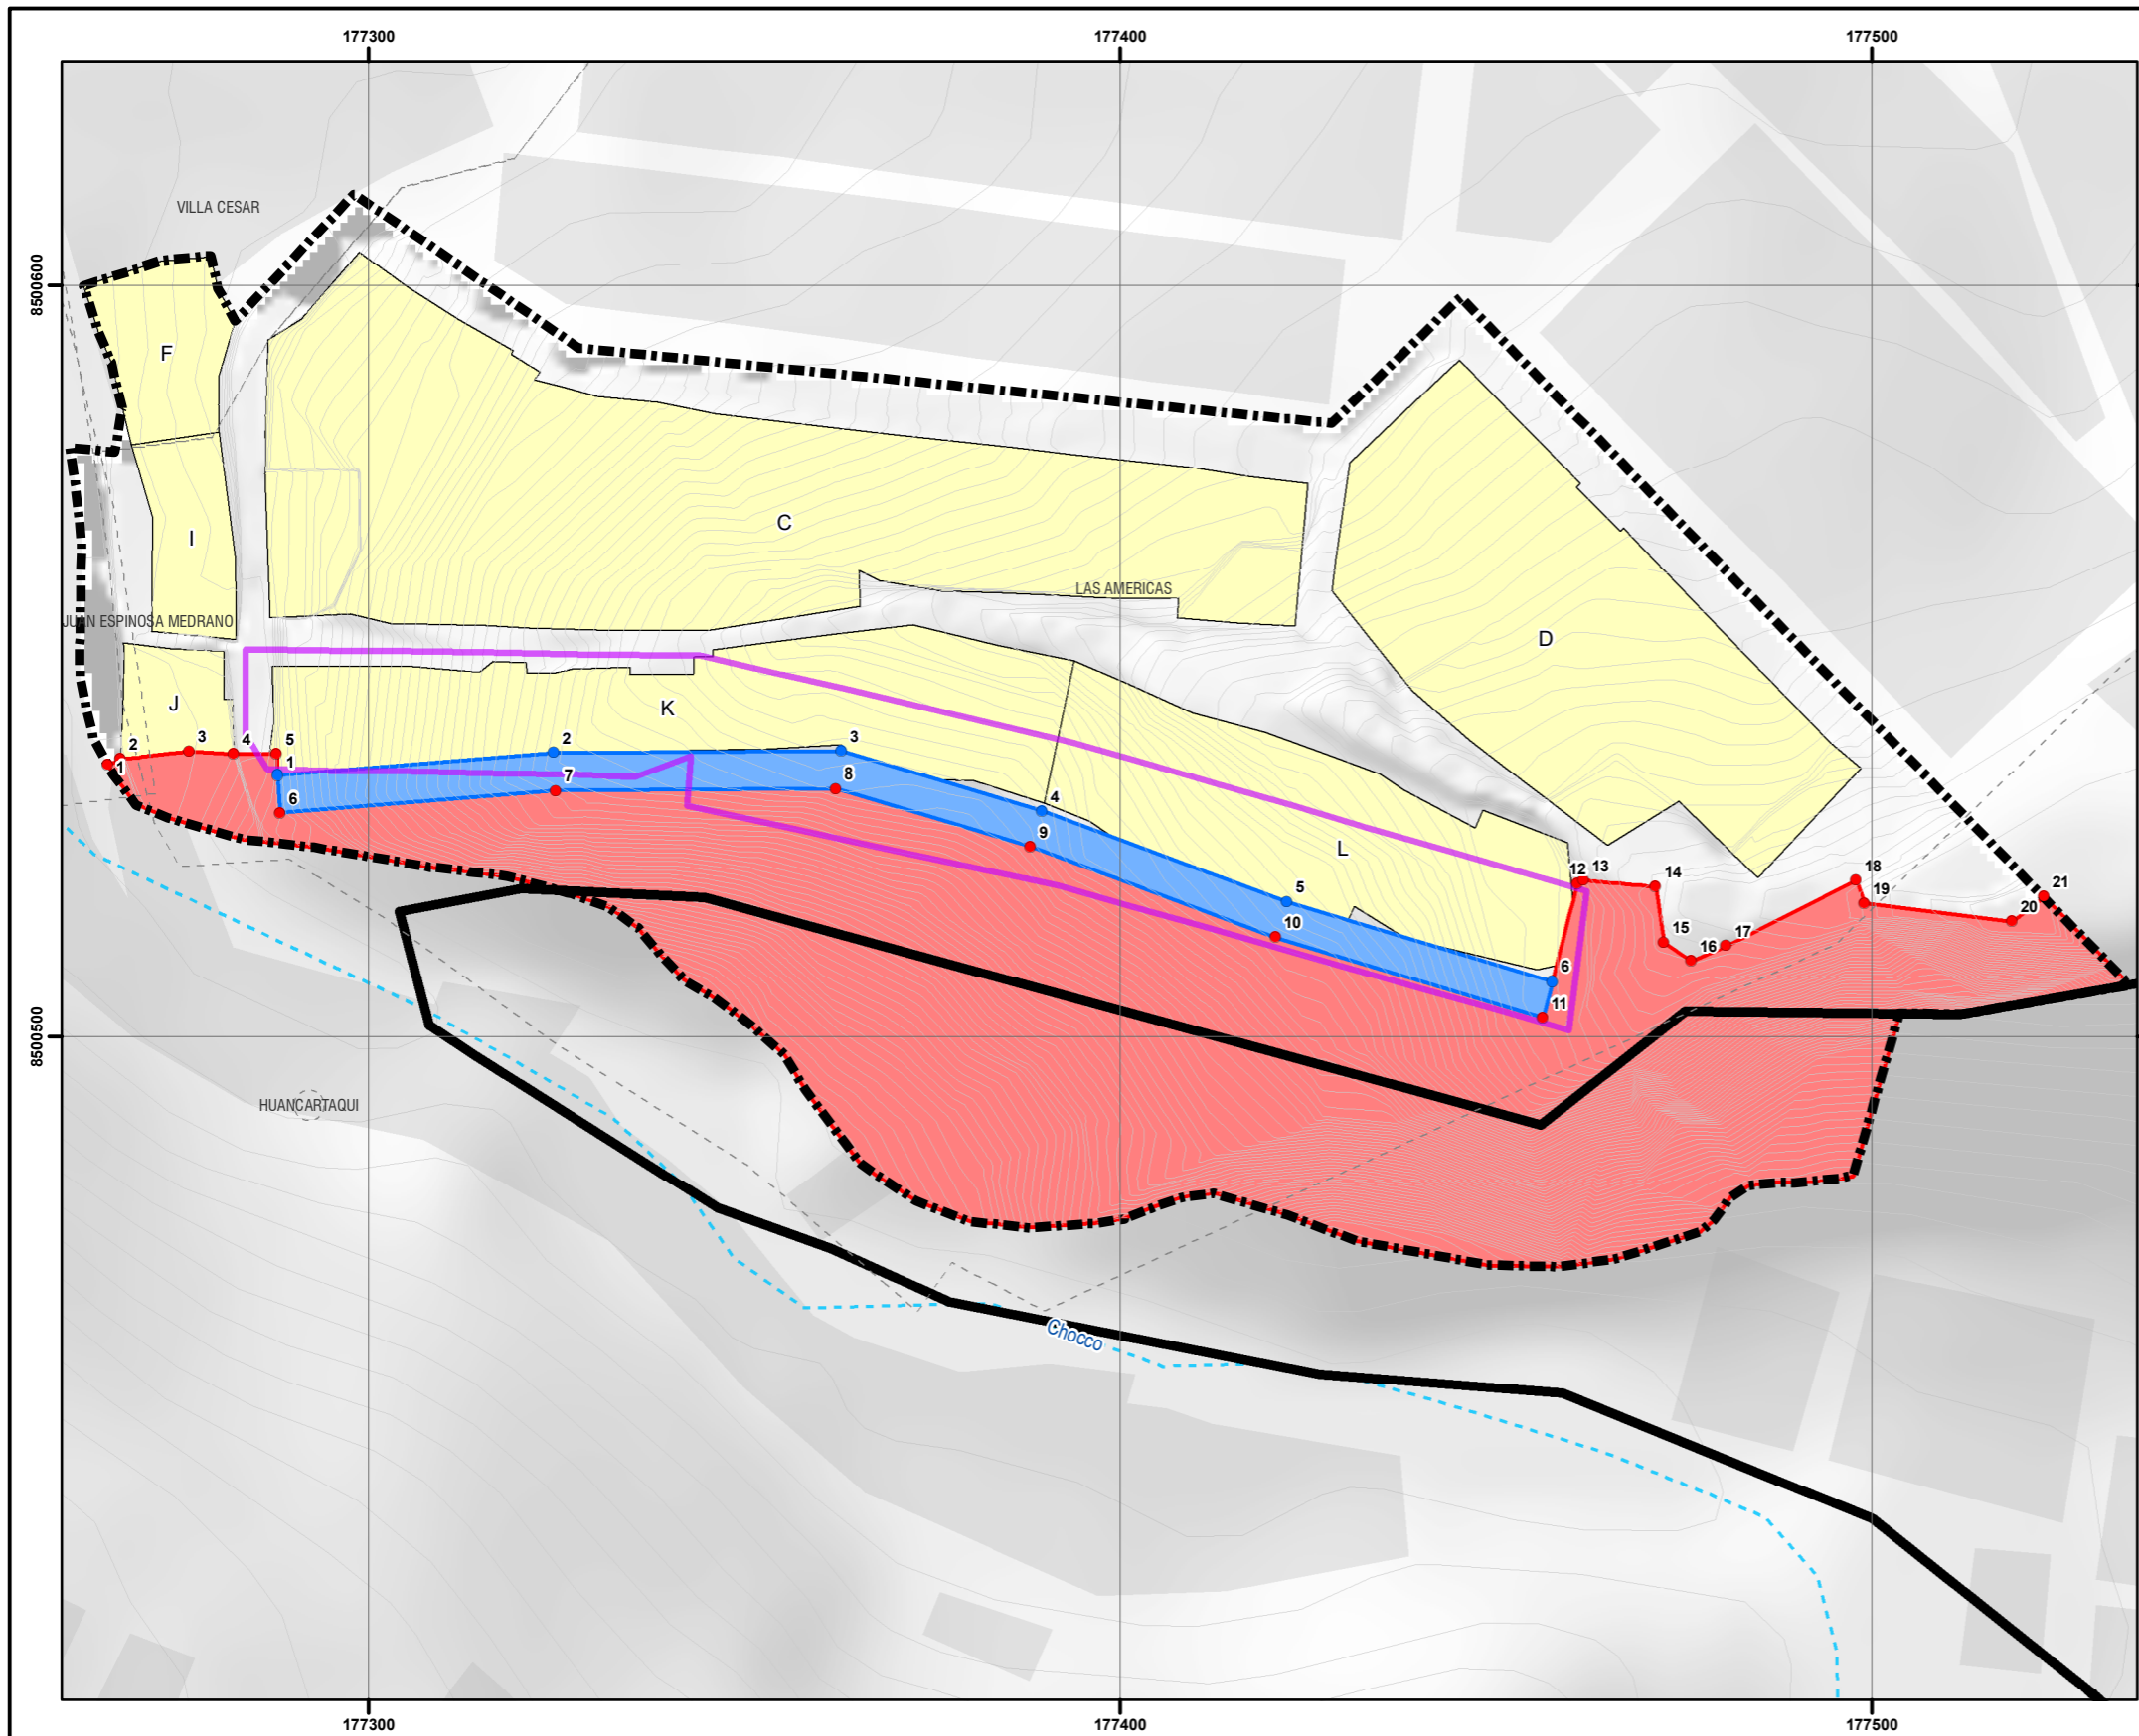 177300 177400 177500
8500600
8500500
VILLA CESAR
F
C
I
LAS AMERICAS
JUAN ESPINOSA MEDRANO
D
J
K
L
2 3 4 5
1
1 2 3
6 7 8
4
9
5
10
6
11
12 13 14
15 16 17
18
19
20 21
HUANCARTAQUI
Chocco
177300 177400 177500